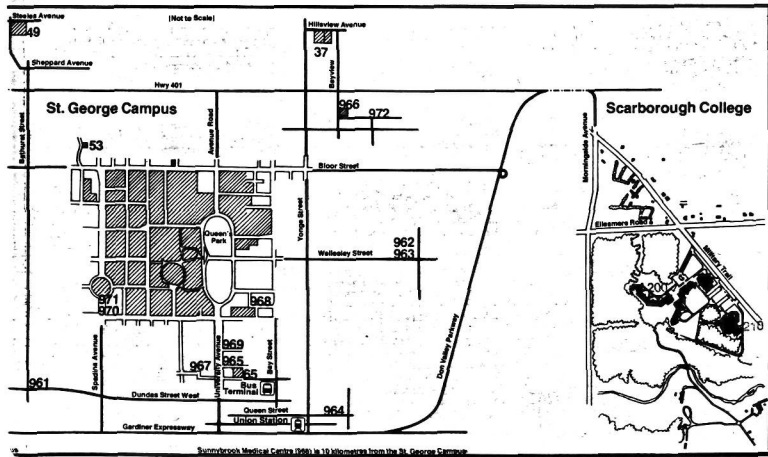 Steeles Avenue
49
Sheppard Avenue
|Not to Scale|
Hillsview Avenue
37
Bayview
Hwy 401
966
972
St. George Campus
Scarborough College
Bathurst Street
Avenue Road
53
Bloor Street
Morningside Avenue
Yonge Street
Queen's
Park
Ellesmere Road
Military Trail
Wellesley Street
962
963
200
210
971
970
968
Don Valley Parkway
Spadina Avenue
University Avenue
Bay Street
969
965
967
65
Bus
Terminal
961
Dundas Street West
Queen Street
964
Union Station
Gardiner Expressway
Sunnybrook Medical Centre (966) is 10 kilometres from the St. George Campus